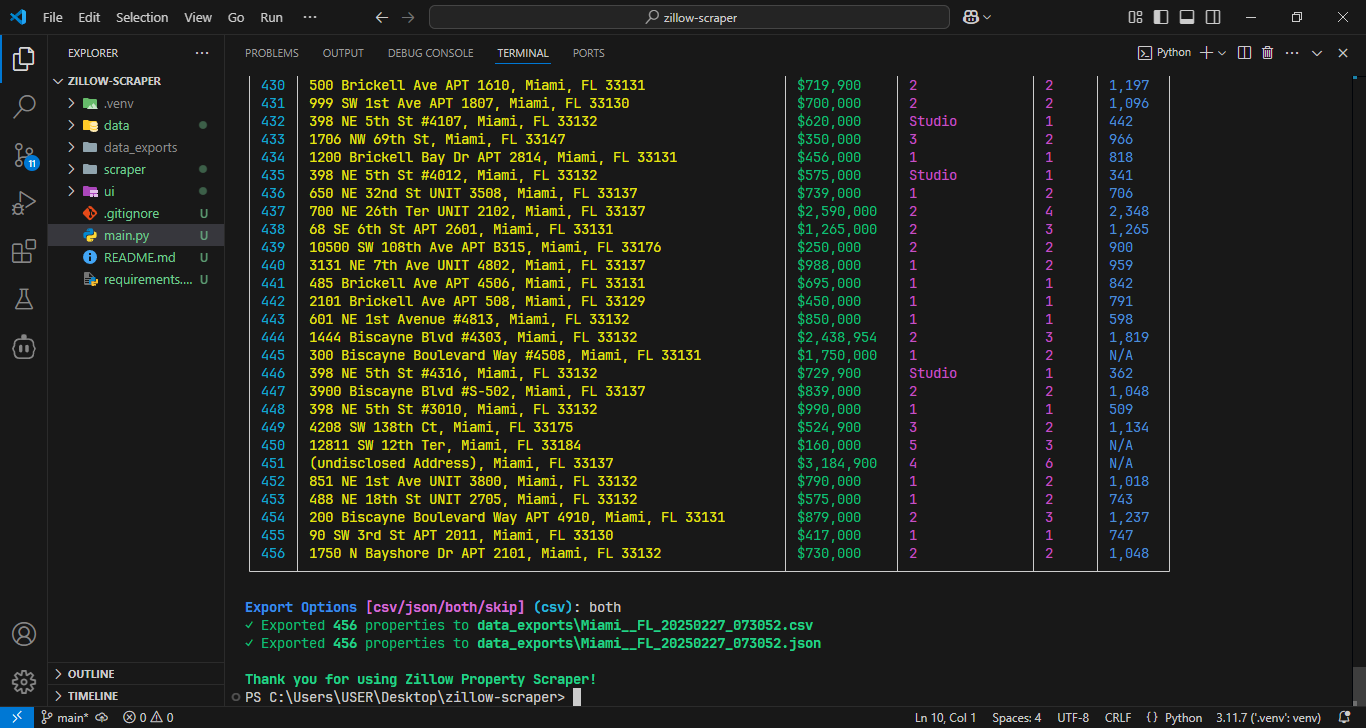 File Edit Selection View Go Run ··· zillow-scraper
EXPLORER ··· PROBLEMS OUTPUT DEBUG CONSOLE TERMINAL PORTS Python ···
ZILLOW-SCRAPER
.venv
data
data_exports
scraper
ui
.gitignore U
main.py U
README.md U
requirements.... U
11
OUTLINE
TIMELINE
430 500 Brickell Ave APT 1610, Miami, FL 33131 $719,900 2 2 1,197
431 999 SW 1st Ave APT 1807, Miami, FL 33130 $700,000 2 2 1,096
432 398 NE 5th St #4107, Miami, FL 33132 $620,000 Studio 1 442
433 1706 NW 69th St, Miami, FL 33147 $350,000 3 2 966
434 1200 Brickell Bay Dr APT 2814, Miami, FL 33131 $456,000 1 1 818
435 398 NE 5th St #4012, Miami, FL 33132 $575,000 Studio 1 341
436 650 NE 32nd St UNIT 3508, Miami, FL 33137 $739,000 1 2 706
437 700 NE 26th Ter UNIT 2102, Miami, FL 33137 $2,590,000 2 4 2,348
438 68 SE 6th St APT 2601, Miami, FL 33131 $1,265,000 2 3 1,265
439 10500 SW 108th Ave APT B315, Miami, FL 33176 $250,000 2 2 900
440 3131 NE 7th Ave UNIT 4802, Miami, FL 33137 $988,000 1 2 959
441 485 Brickell Ave APT 4506, Miami, FL 33131 $695,000 1 1 842
442 2101 Brickell Ave APT 508, Miami, FL 33129 $450,000 1 1 791
443 601 NE 1st Avenue #4813, Miami, FL 33132 $850,000 1 1 598
444 1444 Biscayne Blvd #4303, Miami, FL 33132 $2,438,954 2 3 1,819
445 300 Biscayne Boulevard Way #4508, Miami, FL 33131 $1,750,000 1 2 N/A
446 398 NE 5th St #4316, Miami, FL 33132 $729,900 Studio 1 362
447 3900 Biscayne Blvd #S-502, Miami, FL 33137 $839,000 2 2 1,048
448 398 NE 5th St #3010, Miami, FL 33132 $990,000 1 1 509
449 4208 SW 138th Ct, Miami, FL 33175 $524,900 3 2 1,134
450 12811 SW 12th Ter, Miami, FL 33184 $160,000 5 3 N/A
451 (undisclosed Address), Miami, FL 33137 $3,184,900 4 6 N/A
452 851 NE 1st Ave UNIT 3800, Miami, FL 33132 $790,000 1 2 1,018
453 488 NE 18th St UNIT 2705, Miami, FL 33132 $575,000 1 2 743
454 200 Biscayne Boulevard Way APT 4910, Miami, FL 33131 $879,000 2 3 1,237
455 90 SW 3rd St APT 2011, Miami, FL 33130 $417,000 1 1 747
456 1750 N Bayshore Dr APT 2101, Miami, FL 33132 $730,000 2 2 1,048
Export Options [csv/json/both/skip] (csv): both
✓ Exported 456 properties to data_exports\Miami__FL_20250227_073052.csv
✓ Exported 456 properties to data_exports\Miami__FL_20250227_073052.json
Thank you for using Zillow Property Scraper!
PS C:\Users\USER\Desktop\zillow-scraper>
main* 0 0 Ln 10, Col 1 Spaces: 4 UTF-8 CRLF {} Python 3.11.7 ('.venv': venv)